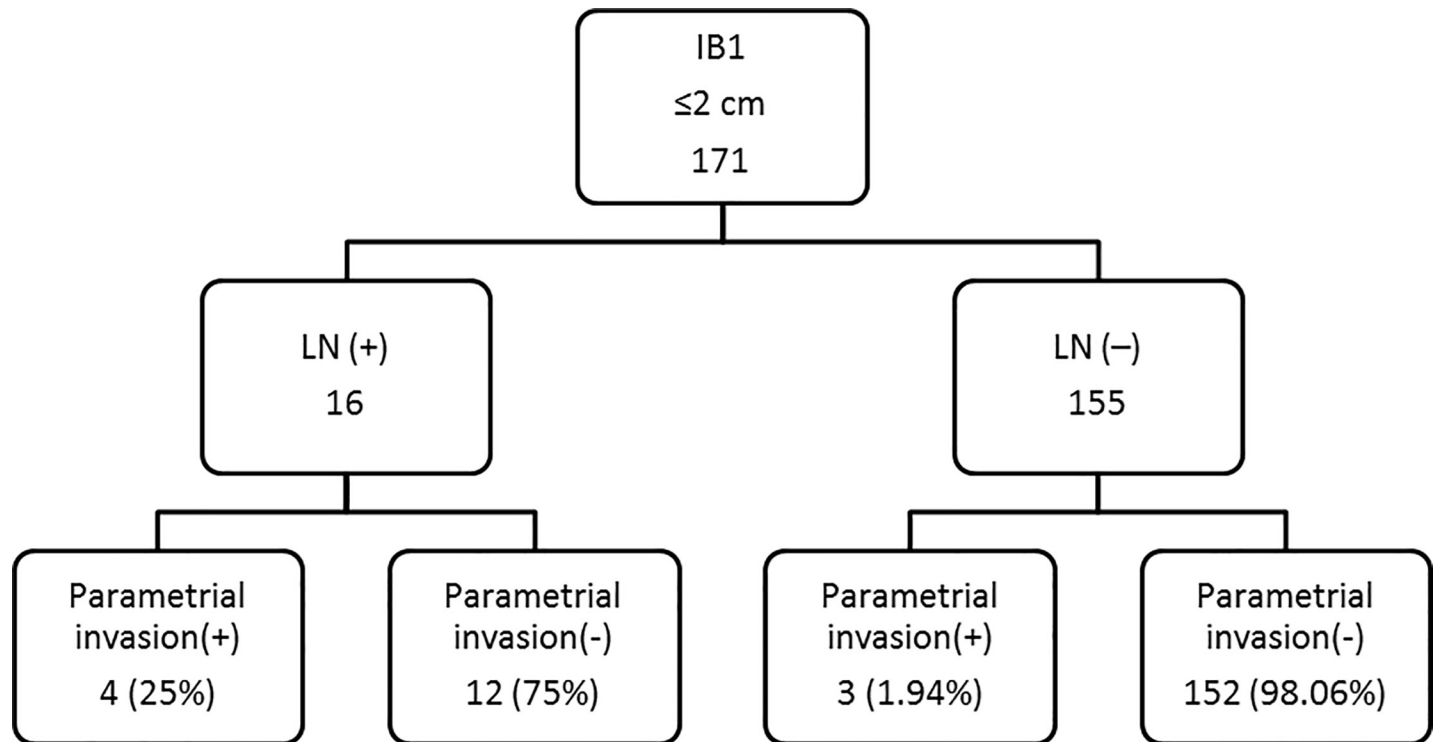 IB1
≤2 cm
171
LN (+)
16
LN (–)
155
Parametrial
invasion(+)
4 (25%)
Parametrial
invasion(-)
12 (75%)
Parametrial
invasion(+)
3 (1.94%)
Parametrial
invasion(-)
152 (98.06%)